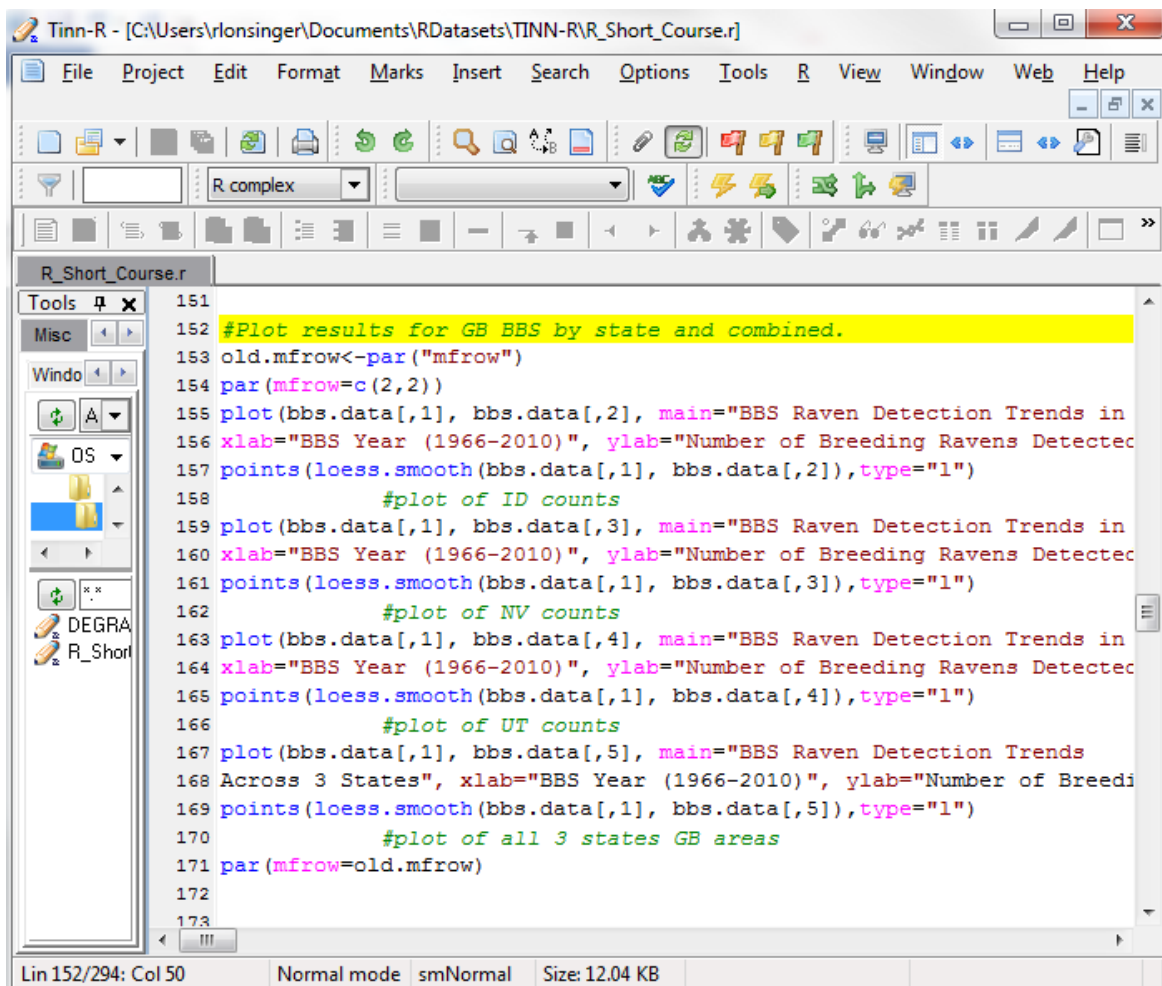 Tinn-R - [C:\Users\rlonsinger\Documents\RDatasets\TINN-R\R_Short_Course.r]
File Project Edit Format Marks Insert Search Options Tools R View Window Web Help
R complex
R_Short_Course.r
Tools
Misc
Windo
A
OS
*.*
DEGRA
R_Short
151
152 #Plot results for GB BBS by state and combined.
153 old.mfrow<-par("mfrow")
154 par(mfrow=c(2,2))
155 plot(bbs.data[,1], bbs.data[,2], main="BBS Raven Detection Trends in
156 xlab="BBS Year (1966-2010)", ylab="Number of Breeding Ravens Detected
157 points(loess.smooth(bbs.data[,1], bbs.data[,2]),type="l")
158 #plot of ID counts
159 plot(bbs.data[,1], bbs.data[,3], main="BBS Raven Detection Trends in
160 xlab="BBS Year (1966-2010)", ylab="Number of Breeding Ravens Detected
161 points(loess.smooth(bbs.data[,1], bbs.data[,3]),type="l")
162 #plot of NV counts
163 plot(bbs.data[,1], bbs.data[,4], main="BBS Raven Detection Trends in
164 xlab="BBS Year (1966-2010)", ylab="Number of Breeding Ravens Detected
165 points(loess.smooth(bbs.data[,1], bbs.data[,4]),type="l")
166 #plot of UT counts
167 plot(bbs.data[,1], bbs.data[,5], main="BBS Raven Detection Trends
168 Across 3 States", xlab="BBS Year (1966-2010)", ylab="Number of Breedi
169 points(loess.smooth(bbs.data[,1], bbs.data[,5]),type="l")
170 #plot of all 3 states GB areas
171 par(mfrow=old.mfrow)
172
173
Lin 152/294: Col 50 Normal mode smNormal Size: 12.04 KB